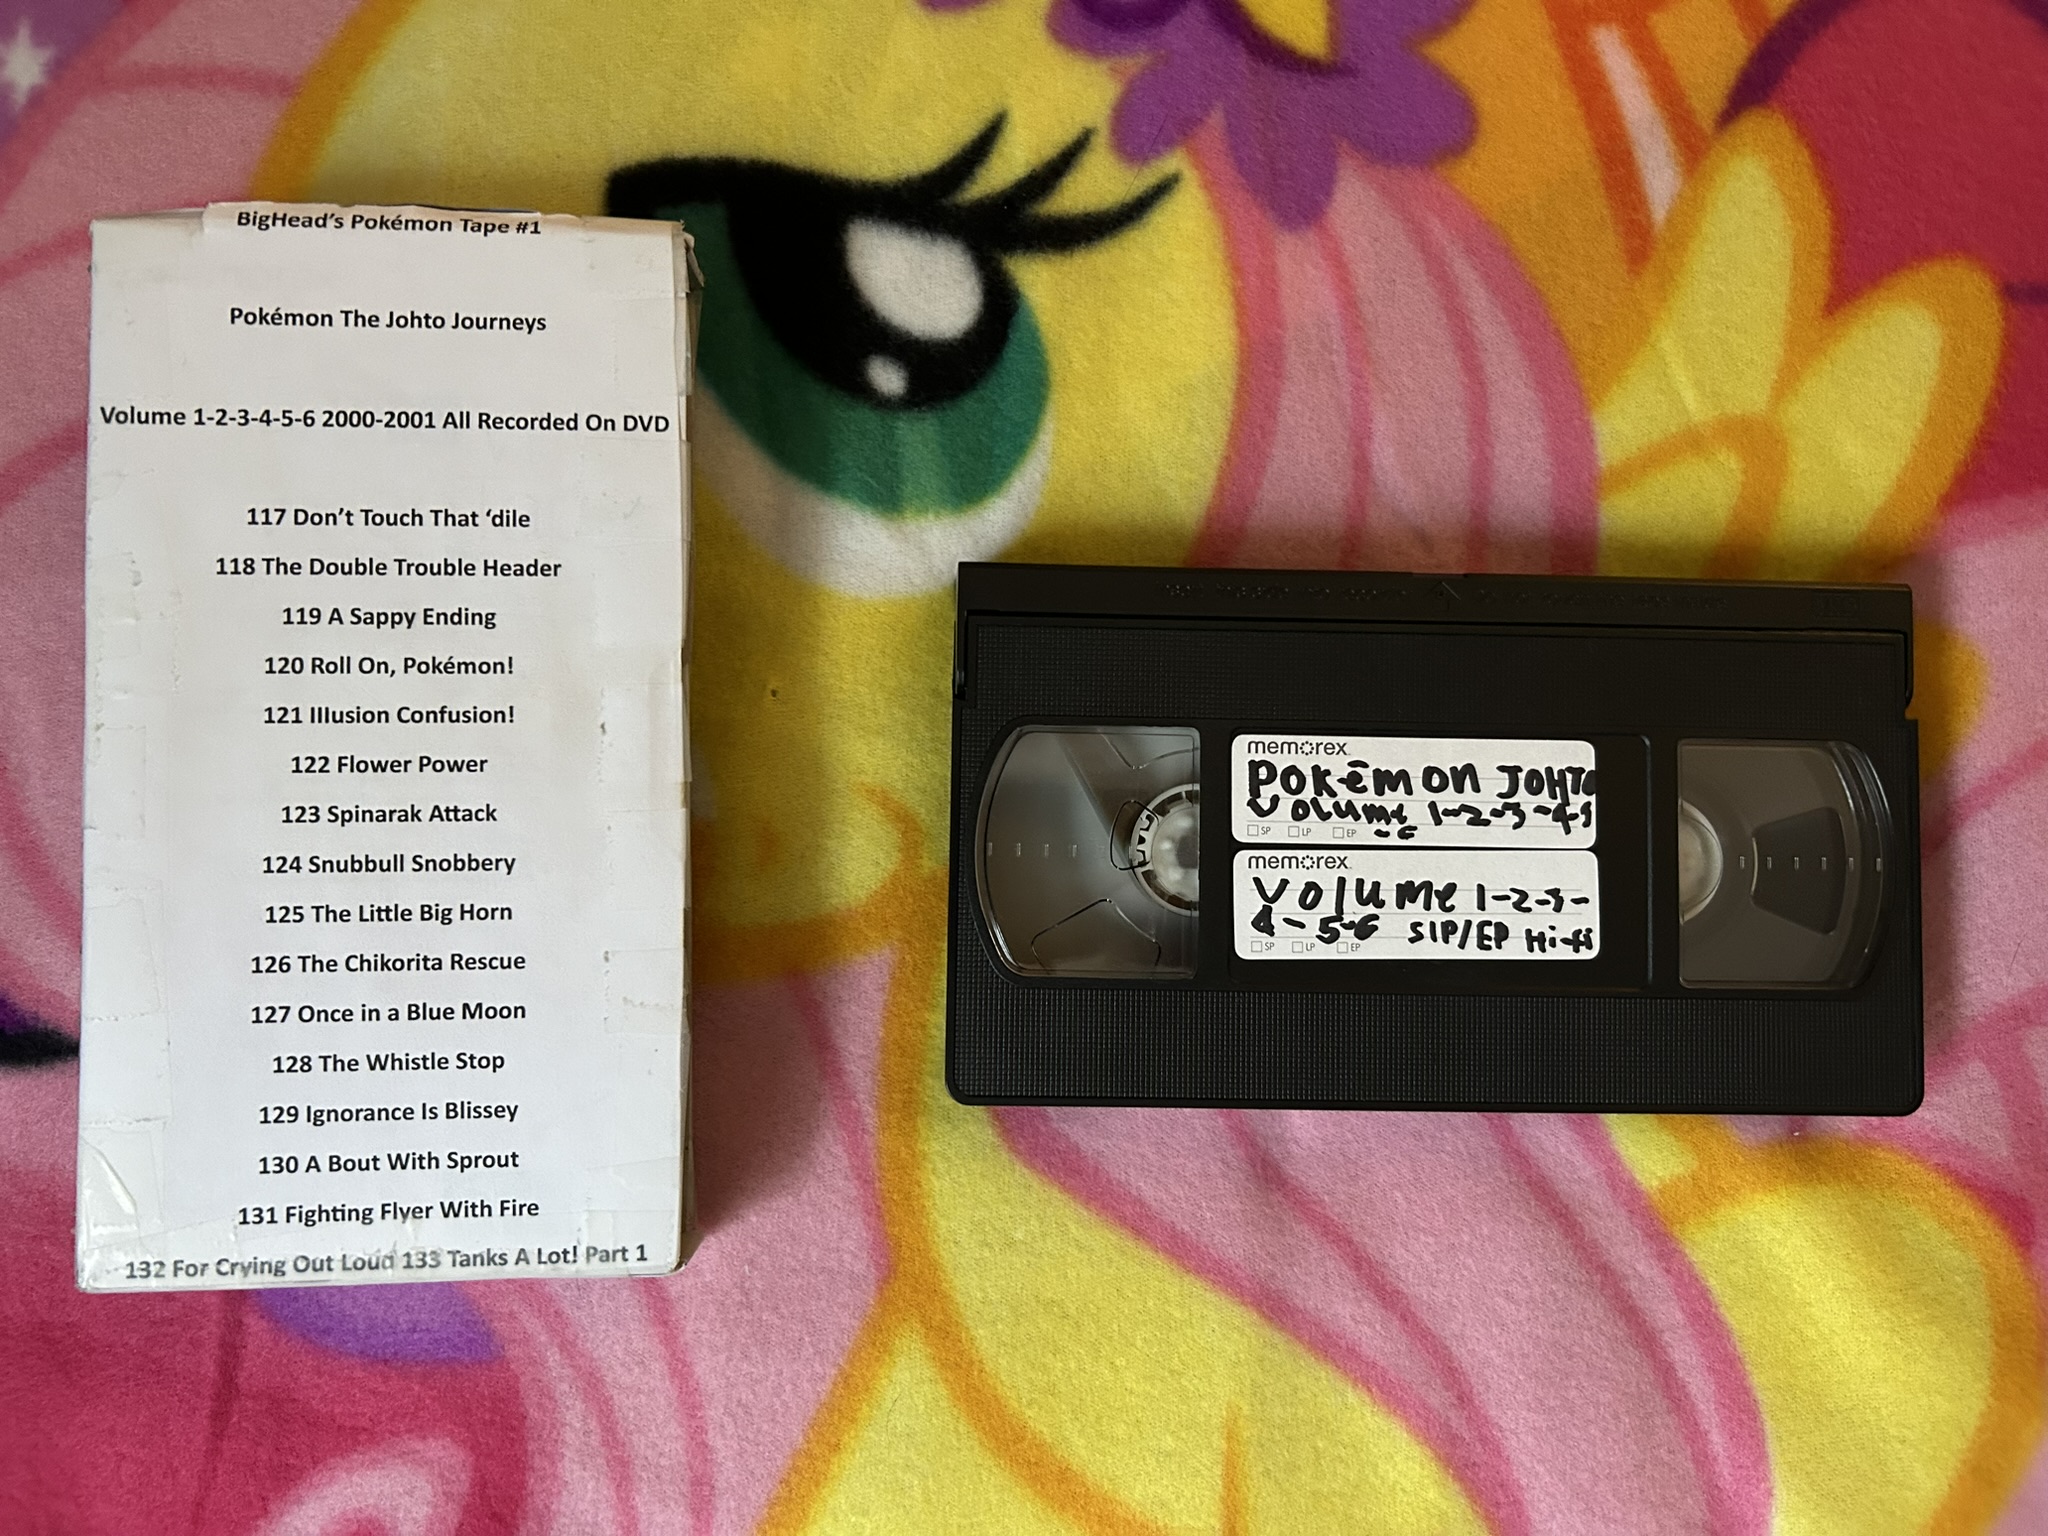 BigHead's Pokémon Tape #1
Pokémon The Johto Journeys
Volume 1-2-3-4-5-6 2000-2001 All Recorded On DVD
117 Don't Touch That ‘dile
118 The Double Trouble Header
119 A Sappy Ending
120 Roll On, Pokémon!
121 Illusion Confusion!
122 Flower Power
123 Spinarak Attack
124 Snubbull Snobbery
125 The Little Big Horn
126 The Chikorita Rescue
127 Once in a Blue Moon
128 The Whistle Stop
129 Ignorance Is Blissey
130 A Bout With Sprout
131 Fighting Flyer With Fire
132 For Crying Out Loud 133 Tanks A Lot! Part 1
memorex
Pokémon JOHTO
Volume 1-2-3-4-5
-6
SP LP EP
memorex
Volume 1-2-3-
4-5-6 SLP/EP Hi-fi
SP LP EP